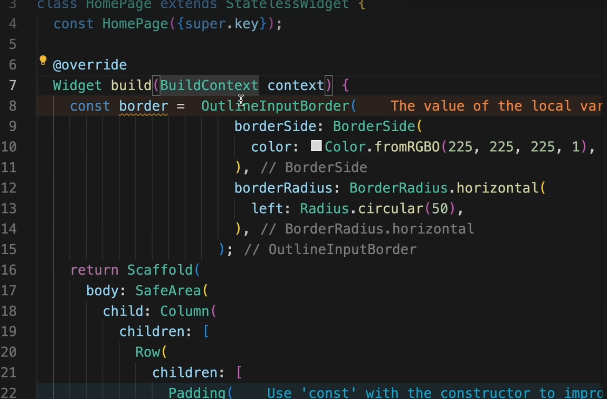 3 class HomePage extends StatelessWidget {
4 const HomePage({super.key});
5
6 @override
7 Widget build(BuildContext context) {
8 const border = OutlineInputBorder( The value of the local var
9 borderSide: BorderSide(
10 color: Color.fromRGBO(225, 225, 225, 1),
11 ), // BorderSide
12 borderRadius: BorderRadius.horizontal(
13 left: Radius.circular(50),
14 ), // BorderRadius.horizontal
15 ); // OutlineInputBorder
16 return Scaffold(
17 body: SafeArea(
18 child: Column(
19 children: [
20 Row(
21 children: [
22 Padding( Use 'const' with the constructor to impro